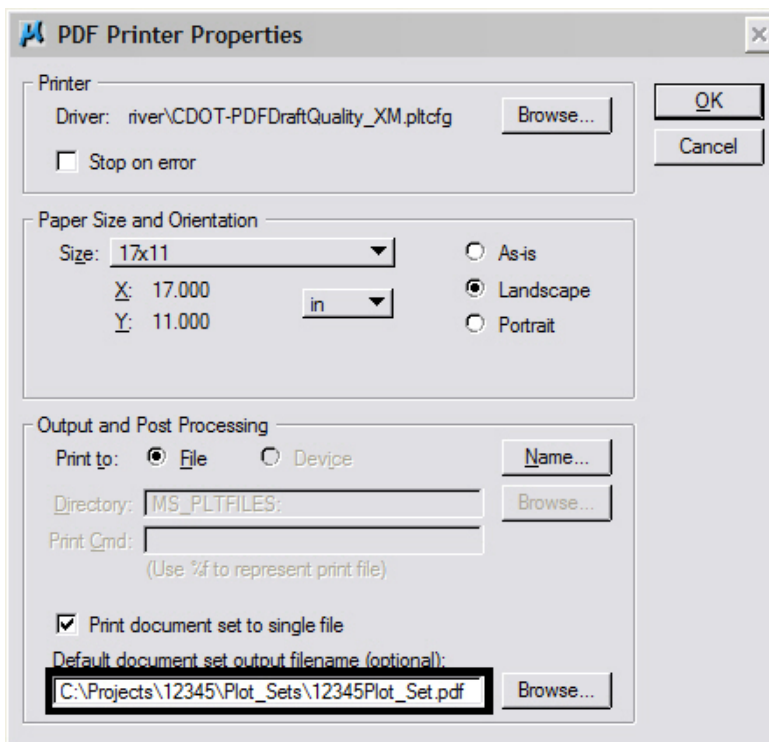 PDF Printer Properties
Printer
Driver: river\CDOT-PDFDraftQuality_XM.pltcfg Browse...
Stop on error
OK
Cancel
Paper Size and Orientation
Size: 17x11
X: 17.000
Y: 11.000
in
As-is
Landscape
Portrait
Output and Post Processing
Print to: File Device Name...
Directory: MS_PLTFILES: Browse...
Print Cmd:
(Use %f to represent print file)
Print document set to single file
Default document set output filename (optional):
C:\Projects\12345\Plot_Sets\12345Plot_Set.pdf Browse...